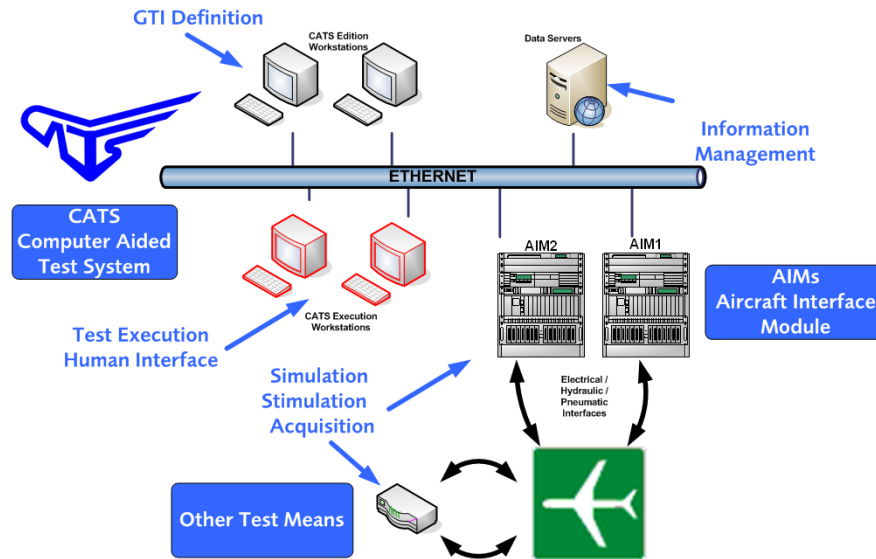 GTI Definition
CATS Edition
Workstations
Data Servers
Information
Management
ETHERNET
CATS
Computer Aided
Test System
AIM2
AIM1
AIMs
Aircraft Interface
Module
CATS Execution
Workstations
Test Execution
Human Interface
Simulation
Stimulation
Acquisition
Electrical /
Hydraulic /
Pneumatic
Interfaces
Other Test Means